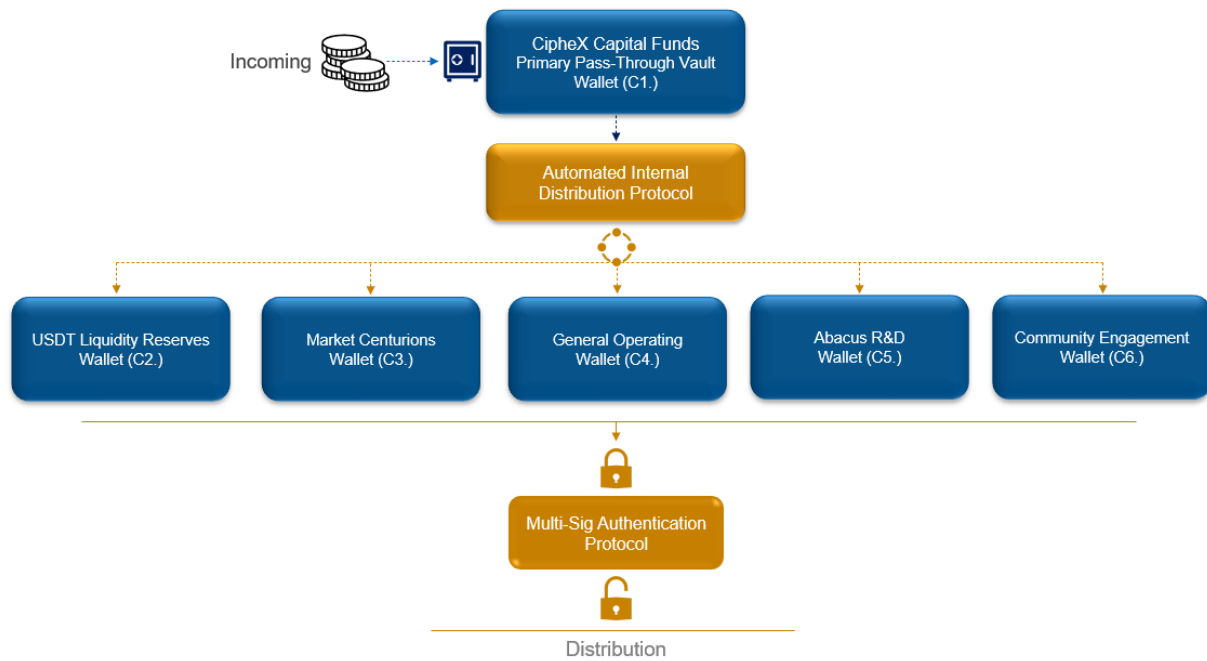 Incoming
CipheX Capital Funds
Primary Pass-Through Vault
Wallet (C1.)
Automated Internal
Distribution Protocol
USDT Liquidity Reserves
Wallet (C2.)
Market Centurions
Wallet (C3.)
General Operating
Wallet (C4.)
Abacus R&D
Wallet (C5.)
Community Engagement
Wallet (C6.)
Multi-Sig Authentication
Protocol
Distribution